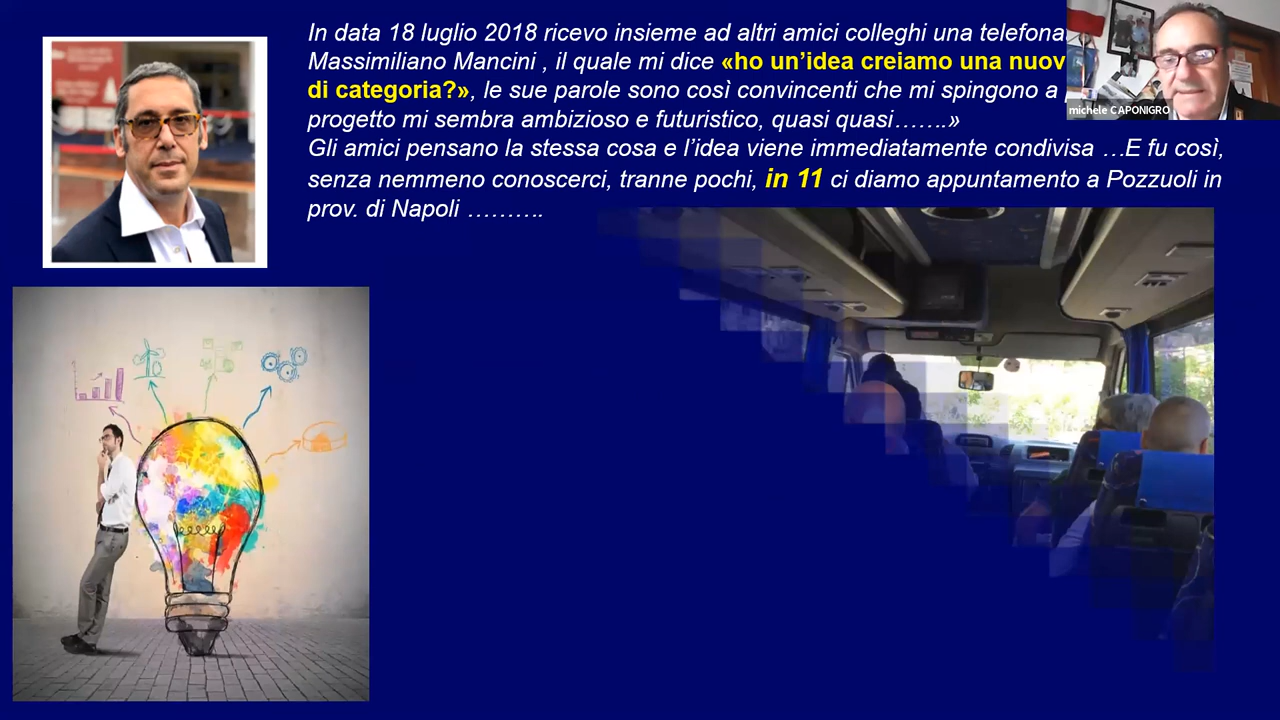 In data 18 luglio 2018 ricevo insieme ad altri amici colleghi una telefona
Massimiliano Mancini , il quale mi dice «ho un’idea creiamo una nuov
di categoria?», le sue parole sono così convincenti che mi spingono a
progetto mi sembra ambizioso e futuristico, quasi quasi…….»
Gli amici pensano la stessa cosa e l’idea viene immediatamente condivisa …E fu così,
senza nemmeno conoscerci, tranne pochi, in 11 ci diamo appuntamento a Pozzuoli in
prov. di Napoli ……….
michele CAPONIGRO